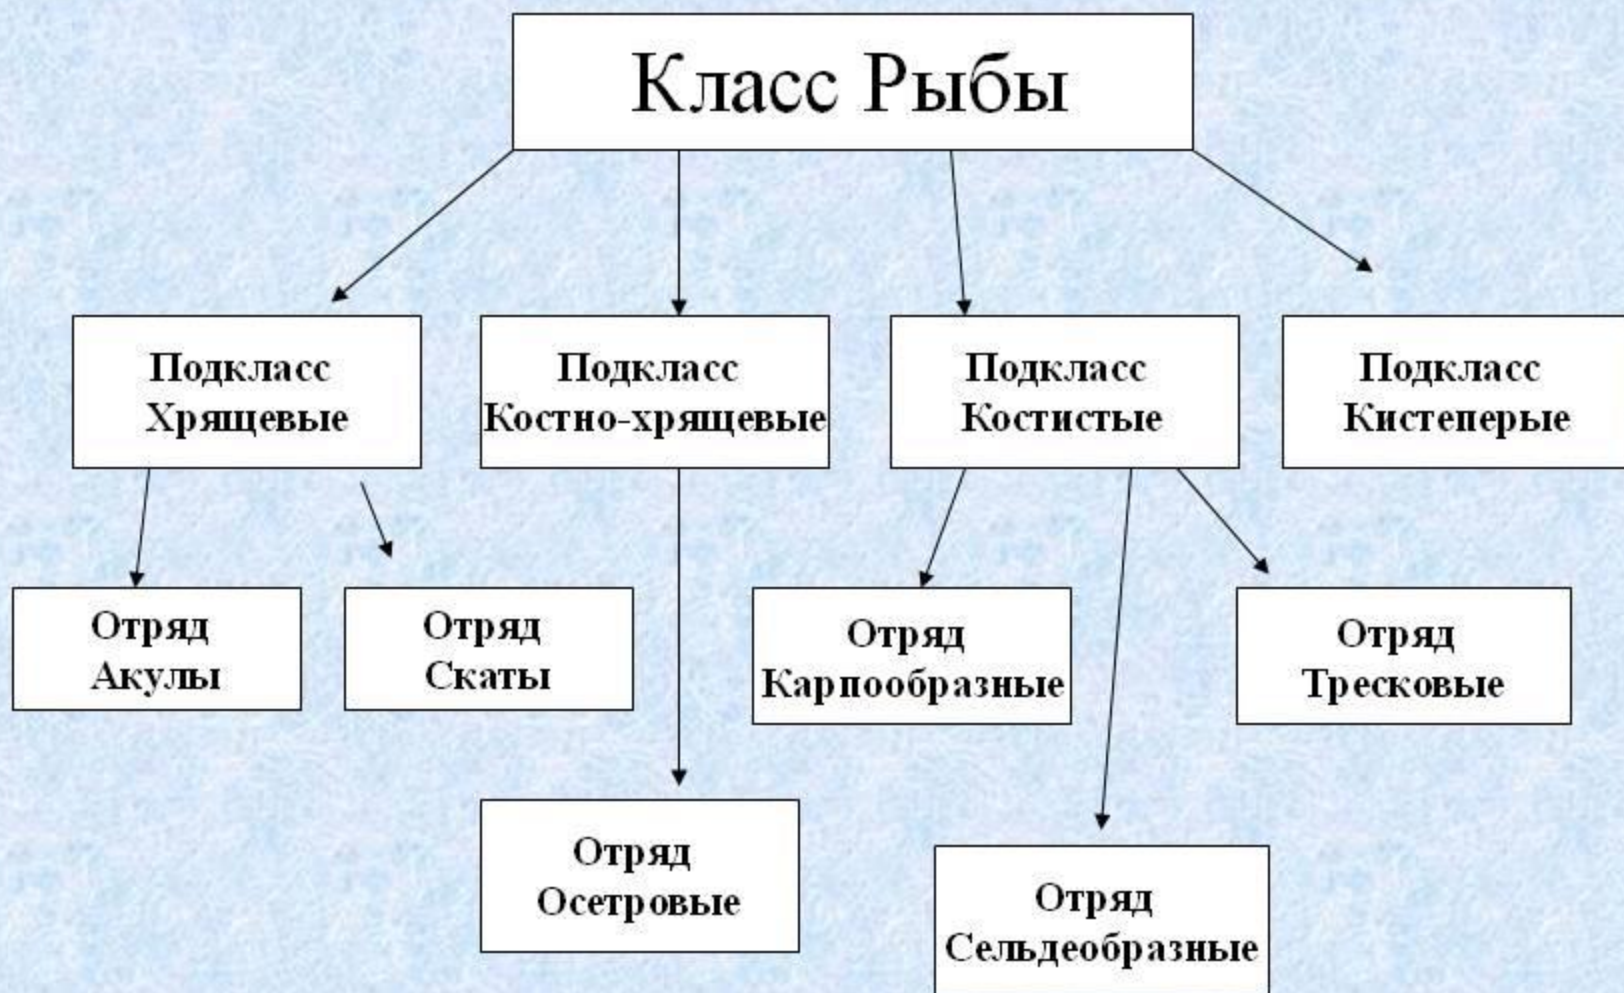 Класс Рыбы
Подкласс
Хрящевые
Подкласс
Костно-хрящевые
Подкласс
Костистые
Подкласс
Кистеперые
Отряд
Акулы
Отряд
Скаты
Отряд
Карпообразные
Отряд
Тресковые
Отряд
Осетровые
Отряд
Сельдеобразные